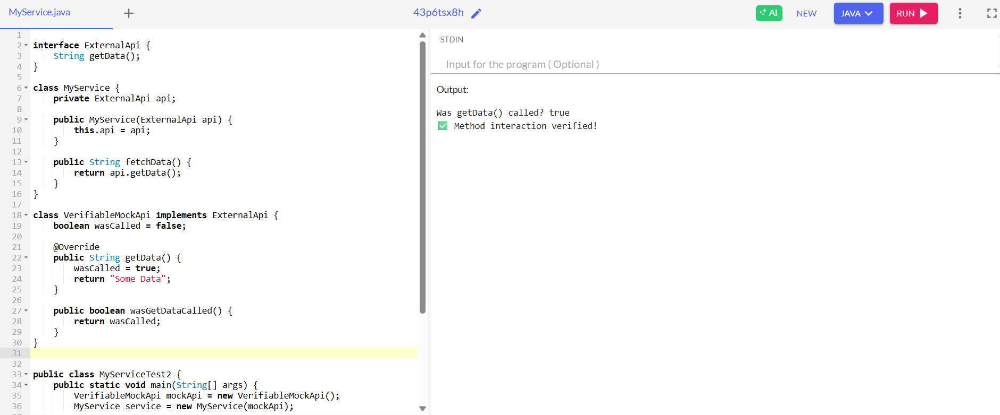 MyService.java
+
43p6tsx8h
AI
NEW
JAVA
RUN
1
2 interface ExternalApi {
3     String getData();
4 }
5
6 class MyService {
7     private ExternalApi api;
8
9     public MyService(ExternalApi api) {
10         this.api = api;
11     }
12
13     public String fetchData() {
14         return api.getData();
15     }
16 }
17
18 class VerifiableMockApi implements ExternalApi {
19     boolean wasCalled = false;
20
21     @Override
22     public String getData() {
23         wasCalled = true;
24         return "Some Data";
25     }
26
27     public boolean wasGetDataCalled() {
28         return wasCalled;
29     }
30 }
31
32
33 public class MyServiceTest2 {
34     public static void main(String[] args) {
35         VerifiableMockApi mockApi = new VerifiableMockApi();
36         MyService service = new MyService(mockApi);
STDIN
Input for the program ( Optional )
Output:
Was getData() called? true
✅ Method interaction verified!